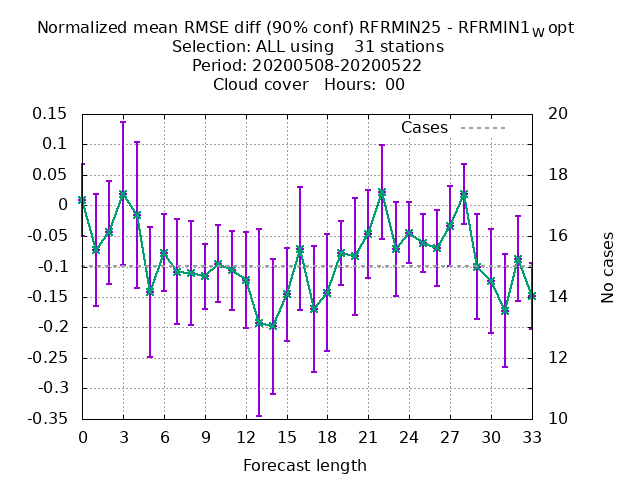 Normalized mean RMSE diff (90% conf) RFRMIN25 - RFRMIN1wopt
Selection: ALL using 31 stations
Period: 20200508-20200522
Cloud cover Hours: 00
Cases
0.15
0.1
0.05
0
-0.05
-0.1
-0.15
-0.2
-0.25
-0.3
-0.35
20
18
16
14
12
10
No cases
0 3 6 9 12 15 18 21 24 27 30 33
Forecast length